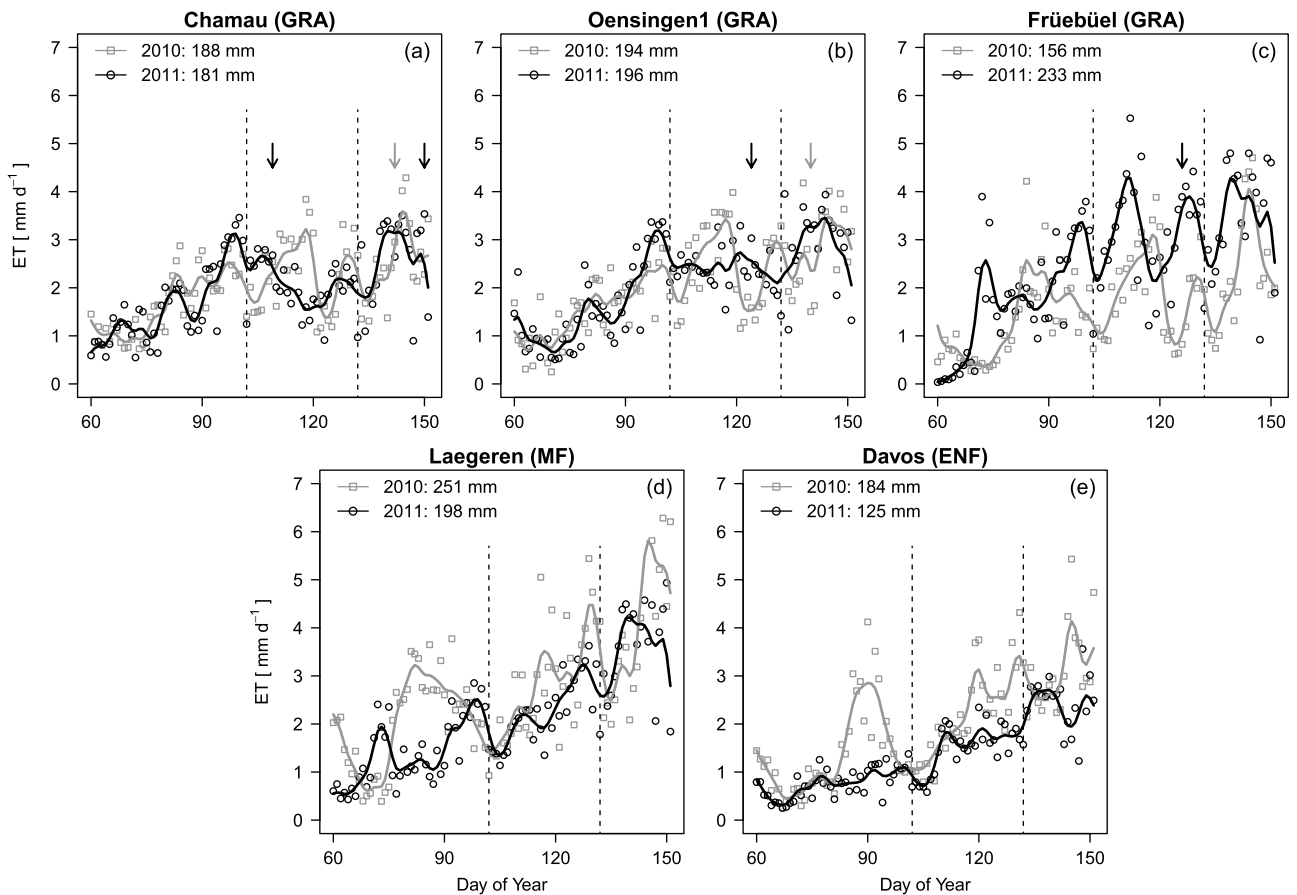 Chamau (GRA)
2010: 188 mm
2011: 181 mm
(a)
7
6
5
4
3
2
1
0
ET [ mm d⁻¹ ]
60 90 120 150
Oensingen1 (GRA)
2010: 194 mm
2011: 196 mm
(b)
7
6
5
4
3
2
1
0
60 90 120 150
Früebüel (GRA)
2010: 156 mm
2011: 233 mm
(c)
7
6
5
4
3
2
1
0
60 90 120 150
Laegeren (MF)
2010: 251 mm
2011: 198 mm
(d)
7
6
5
4
3
2
1
0
ET [ mm d⁻¹ ]
60 90 120 150
Day of Year
Davos (ENF)
2010: 184 mm
2011: 125 mm
(e)
7
6
5
4
3
2
1
0
60 90 120 150
Day of Year